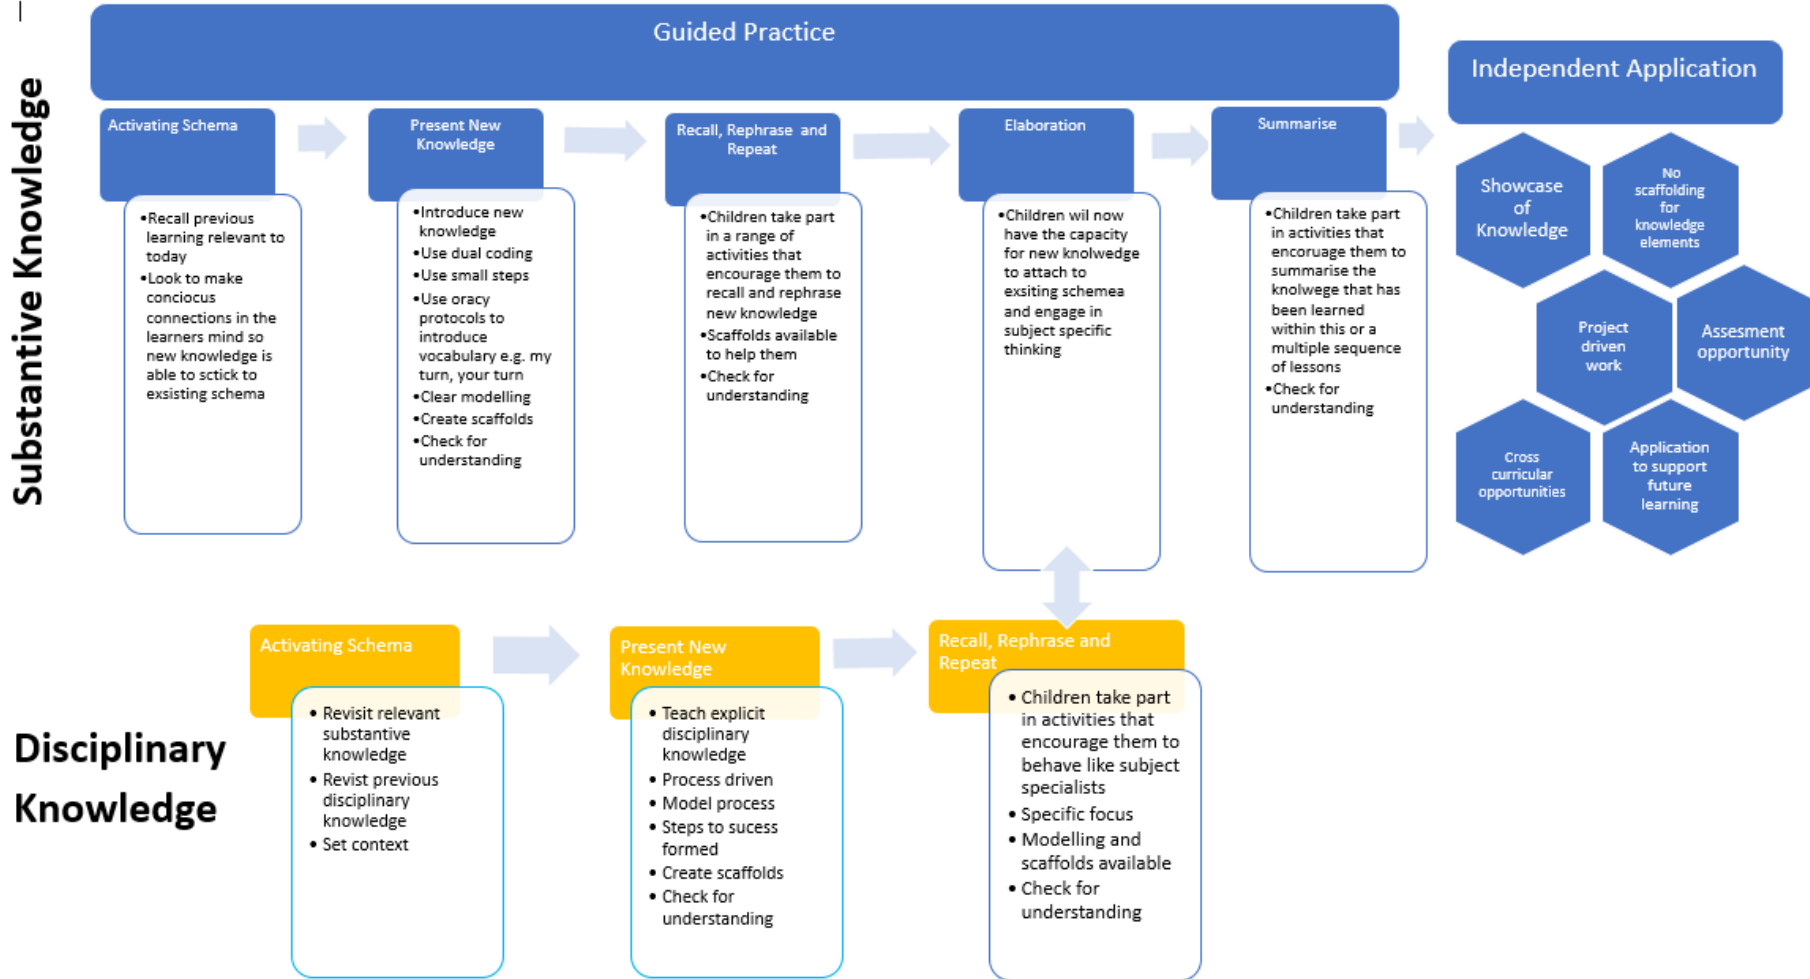 Substantive Knowledge
Guided Practice
Independent Application
Activating Schema
•Recall previous
learning relevant to
today
•Look to make
conciocus
connections in the
learners mind so
new knowledge is
able to sctick to
exsisting schema
Present New
Knowledge
•Introduce new
knowledge
•Use dual coding
•Use small steps
•Use oracy
protocols to
introduce
vocabulary e.g. my
turn, your turn
•Clear modelling
•Create scaffolds
•Check for
understanding
Recall, Rephrase and
Repeat
•Children take part
in a range of
activities that
encourage them to
recall and rephrase
new knowledge
•Scaffolds available
to help them
•Check for
understanding
Elaboration
•Children wil now
have the capacity
for new knolwedge
to attach to
exsiting schemea
and engage in
subject specific
thinking
Summarise
•Children take part
in activities that
encoruage them to
summarise the
knolwege that has
been learned
within this or a
multiple sequence
of lessons
•Check for
understanding
Showcase
of
Knowledge
No
scaffolding
for
knowledge
elements
Project
driven
work
Assesment
opportunity
Cross
curricular
opportunities
Application
to support
future
learning
Disciplinary
Knowledge
Activating Schema
• Revisit relevant
substantive
knowledge
• Revist previous
disciplinary
knowledge
• Set context
Present New
Knowledge
• Teach explicit
disciplinary
knowledge
• Process driven
• Model process
• Steps to sucess
formed
• Create scaffolds
• Check for
understanding
Recall, Rephrase and
Repeat
• Children take part
in activities that
encourage them to
behave like subject
specialists
• Specific focus
• Modelling and
scaffolds available
• Check for
understanding